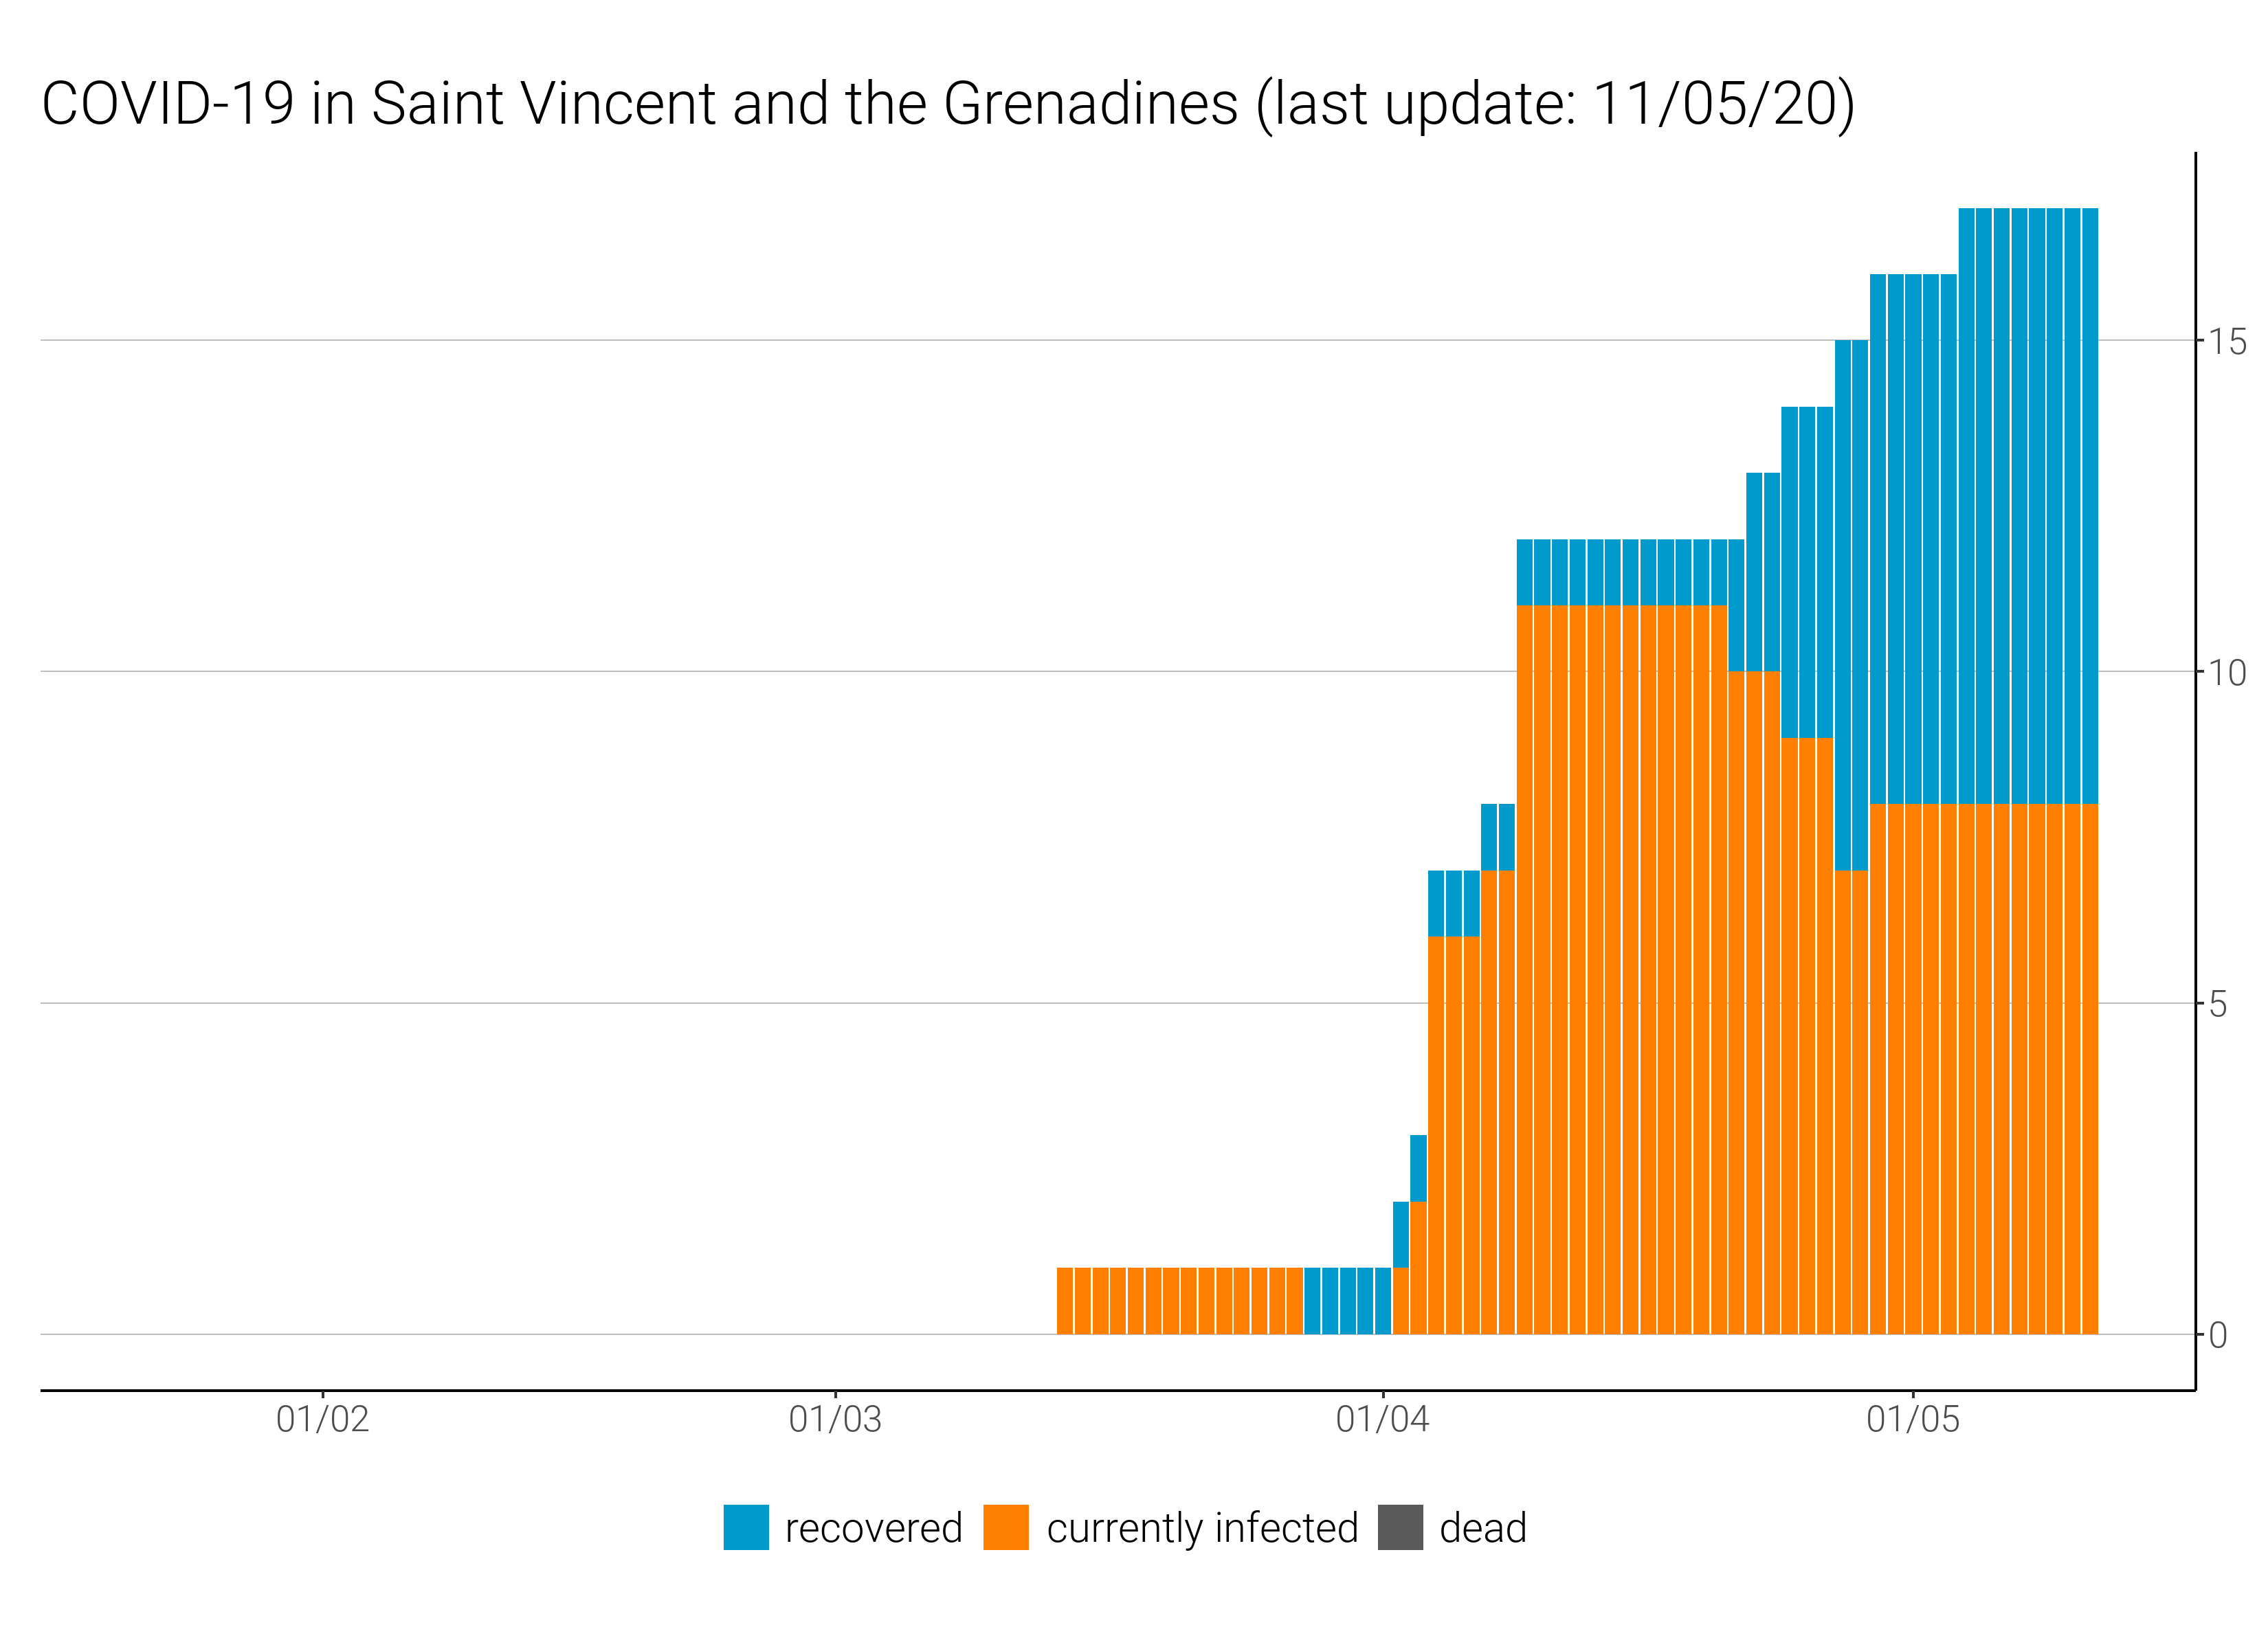 COVID-19 in Saint Vincent and the Grenadines (last update: 11/05/20)
15
10
5
0
01/02 01/03 01/04 01/05
recovered currently infected dead